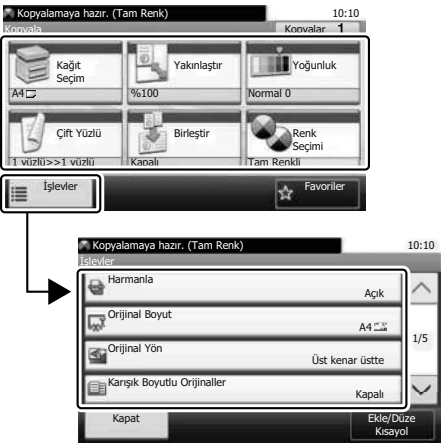 Kopyalamaya hazır. (Tam Renk)
10:10
Kopyala
Kopyalar 1
Kağıt
Seçim
A4
Yakınlaştır
%100
Yoğunluk
Normal 0
Çift Yüzlü
1 yüzlü>>1 yüzlü
Birleştir
Kapalı
Renk
Seçimi
Tam Renkli
İşlevler
Favoriler
Kopyalamaya hazır. (Tam Renk)
10:10
İşlevler
Harmanla
Açık
Orijinal Boyut
A4
Orijinal Yön
Üst kenar üstte
Karışık Boyutlu Orijinaller
Kapalı
1/5
Kapat
Ekle/Düze
Kısayol